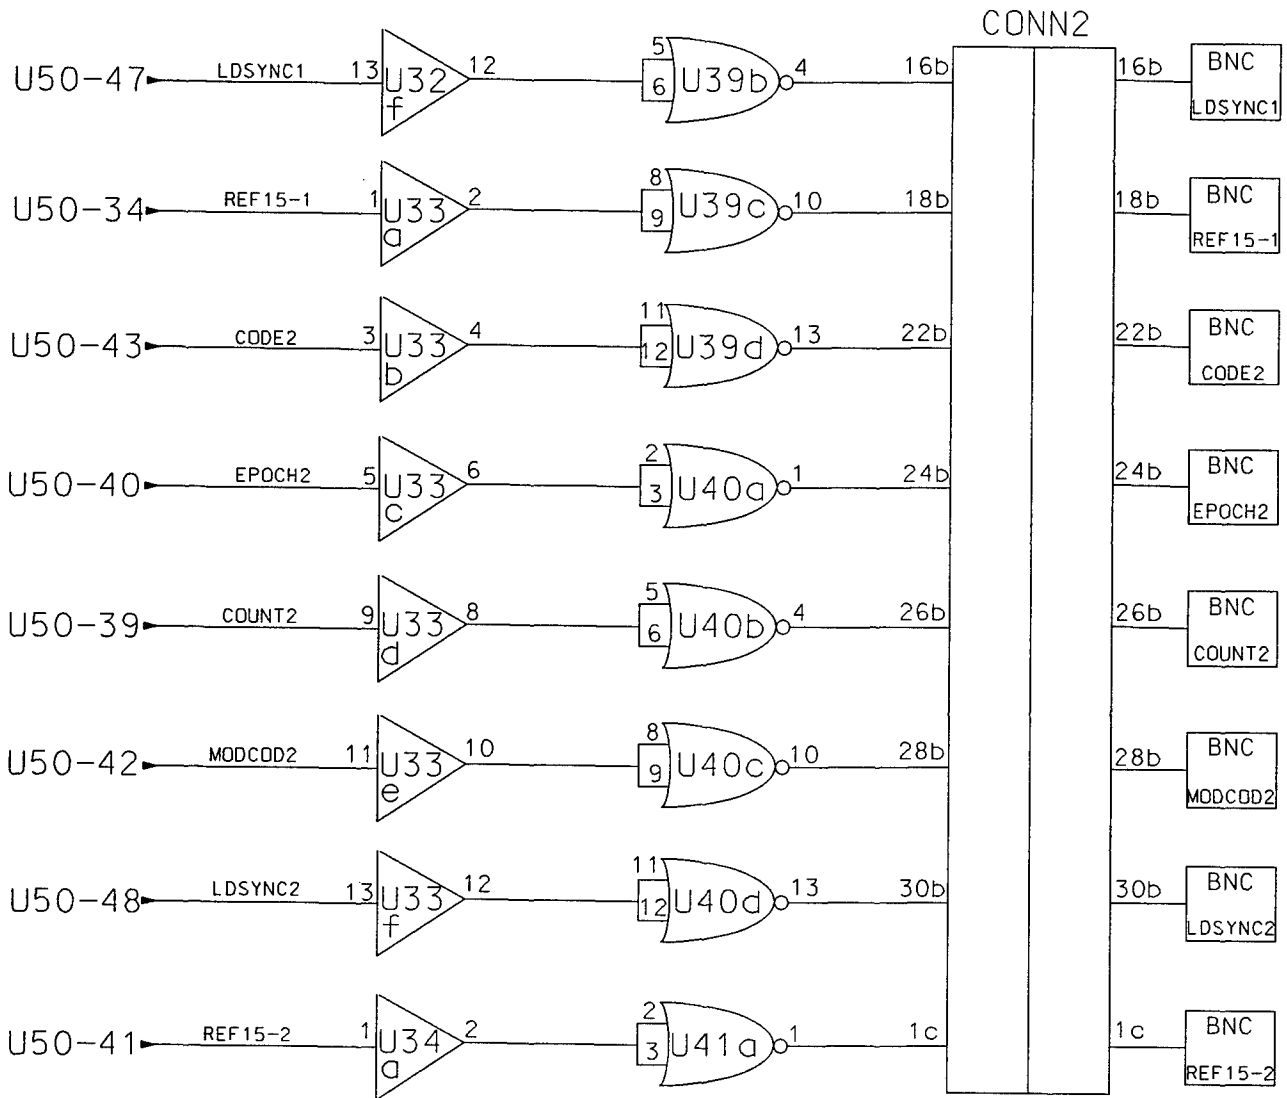 CONN2
U50-47 LDSYNC1 13 U32 f 12 5 6 U39b 4 16b 16b BNC LDSYNC1
U50-34 REF15-1 1 U33 a 2 8 9 U39c 10 18b 18b BNC REF15-1
U50-43 CODE2 3 U33 b 4 11 12 U39d 13 22b 22b BNC CODE2
U50-40 EPOCH2 5 U33 c 6 2 3 U40a 1 24b 24b BNC EPOCH2
U50-39 COUNT2 9 U33 d 8 5 6 U40b 4 26b 26b BNC COUNT2
U50-42 MODCOD2 11 U33 e 10 8 9 U40c 10 28b 28b BNC MODCOD2
U50-48 LDSYNC2 13 U33 f 12 11 12 U40d 13 30b 30b BNC LDSYNC2
U50-41 REF15-2 1 U34 a 2 2 3 U41a 1 1c 1c BNC REF15-2